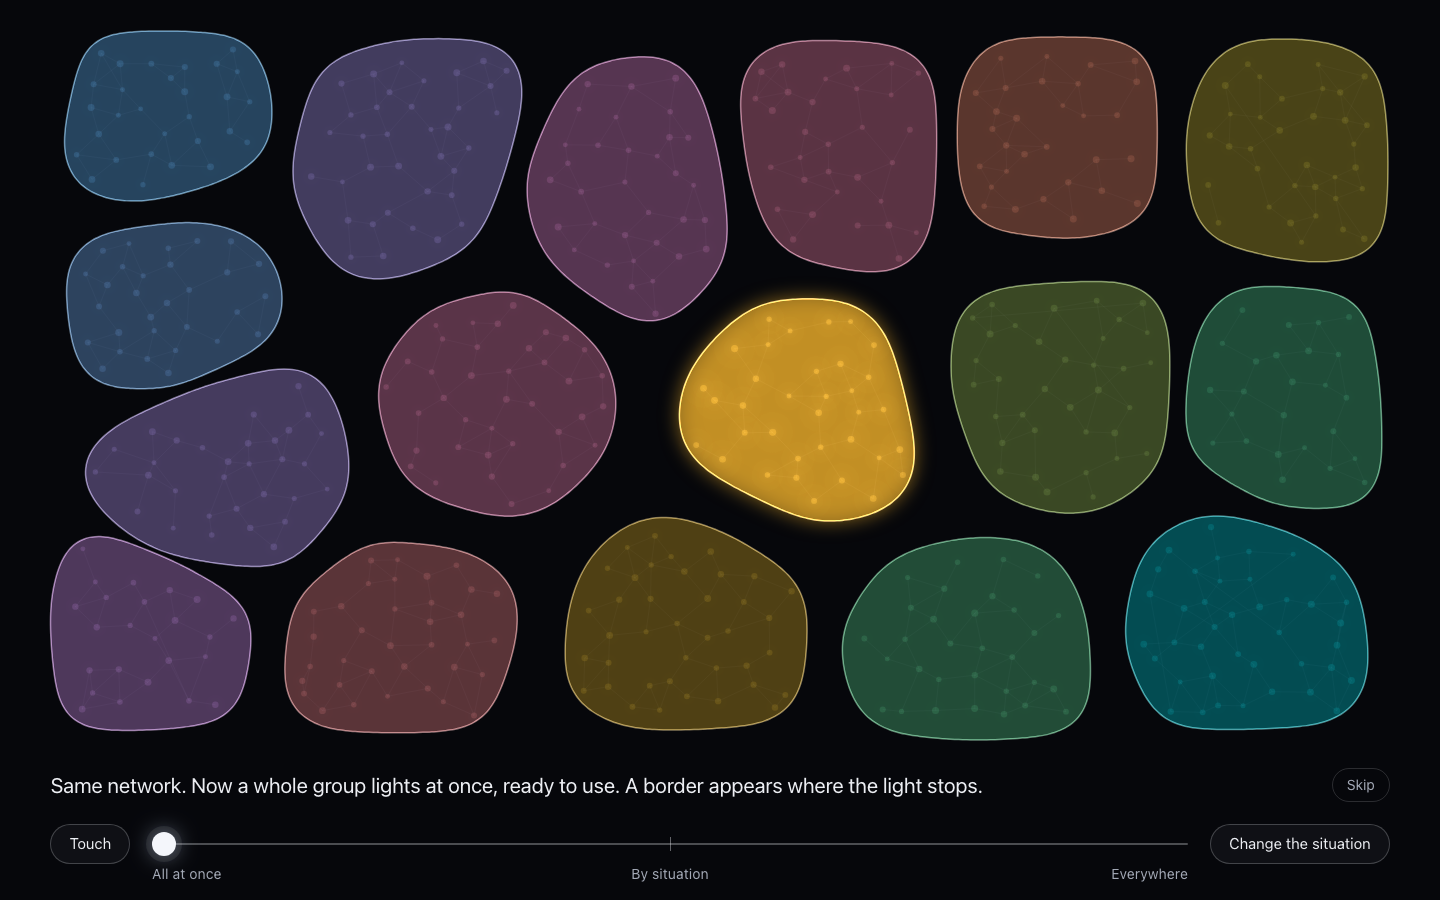 Same network. Now a whole group lights at once, ready to use. A border appears where the light stops.
Skip
Touch
Change the situation
All at once
By situation
Everywhere